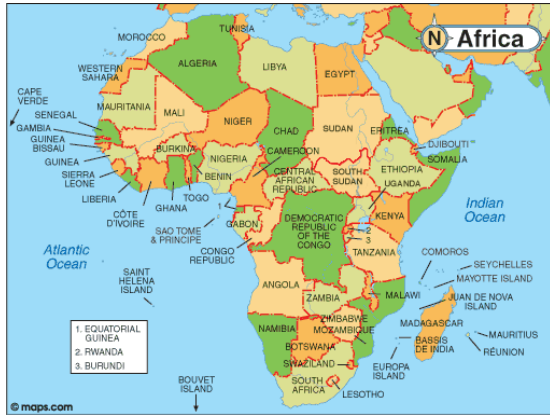 N Africa
MOROCCO
TUNISIA
ALGERIA
LIBYA
EGYPT
WESTERN
SAHARA
CAPE
VERDE
MAURITANIA
MALI
NIGER
CHAD
SUDAN
ERITREA
DJIBOUTI
SENEGAL
GAMBIA
GUINEA
BISSAU
GUINEA
SIERRA
LEONE
LIBERIA
CÔTE
D'IVOIRE
BURKINA
GHANA
TOGO
BENIN
NIGERIA
CAMEROON
CENTRAL
AFRICAN
REPUBLIC
SOUTH
SUDAN
ETHIOPIA
SOMALIA
UGANDA
KENYA
1
SAO TOME
& PRINCIPE
GABON
CONGO
REPUBLIC
DEMOCRATIC
REPUBLIC
OF THE
CONGO
2
3
TANZANIA
Indian
Ocean
Atlantic
Ocean
SAINT
HELENA
ISLAND
COMOROS
SEYCHELLES
MAYOTTE ISLAND
JUAN DE NOVA
ISLAND
ANGOLA
ZAMBIA
MALAWI
MADAGASCAR
MAURITIUS
RÉUNION
BASSIS
DE INDIA
EUROPA
ISLAND
ZIMBABWE
MOZAMBIQUE
NAMIBIA
BOTSWANA
SWAZILAND
SOUTH
AFRICA
LESOTHO
BOUVET
ISLAND
1. EQUATORIAL
GUINEA
2. RWANDA
3. BURUNDI
© maps.com